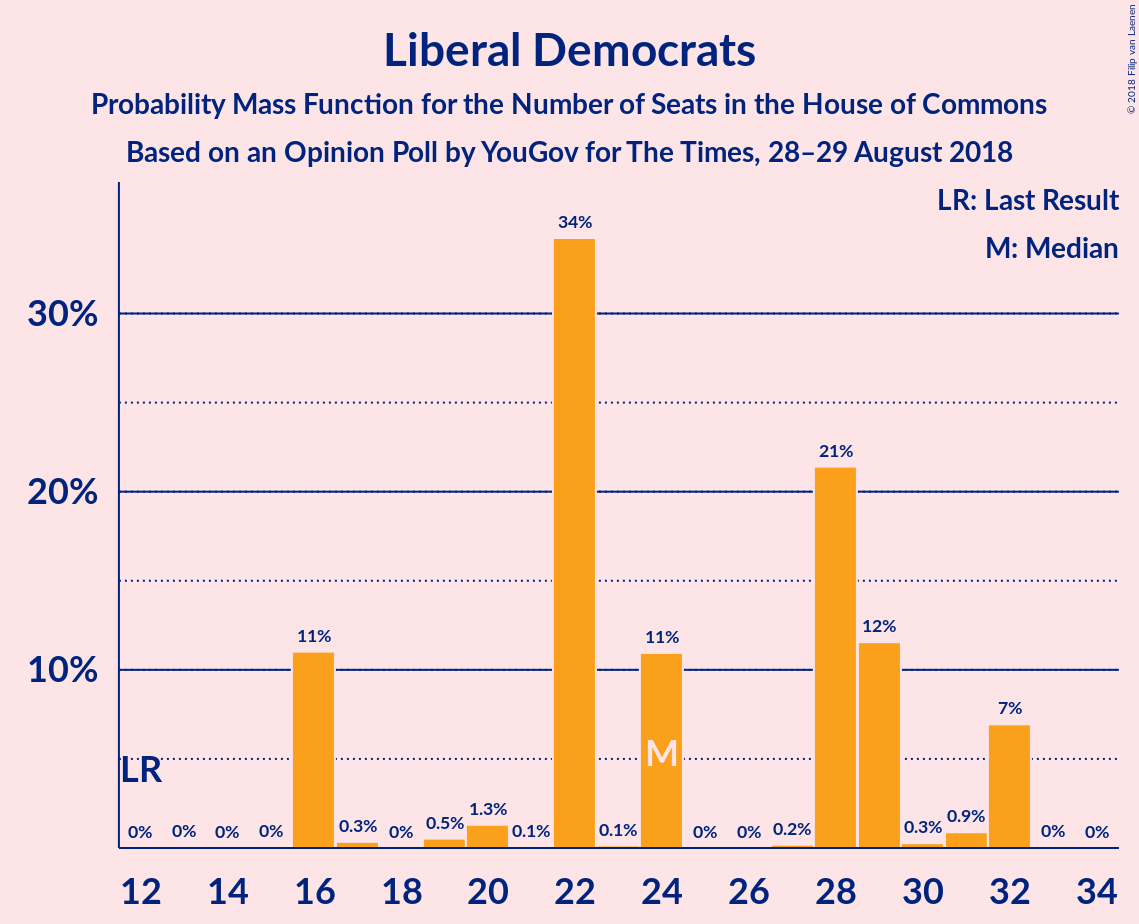 Liberal Democrats
Probability Mass Function for the Number of Seats in the House of Commons
Based on an Opinion Poll by YouGov for The Times, 28–29 August 2018
© 2018 Filip van Laenen
LR: Last Result
M: Median
30%
20%
10%
34%
21%
12%
11%
11%
7%
M
LR
0%
0%
0%
0%
0.3%
0%
0.5%
1.3%
0.1%
0.1%
0%
0%
0.2%
0.3%
0.9%
0%
0%
12 14 16 18 20 22 24 26 28 30 32 34